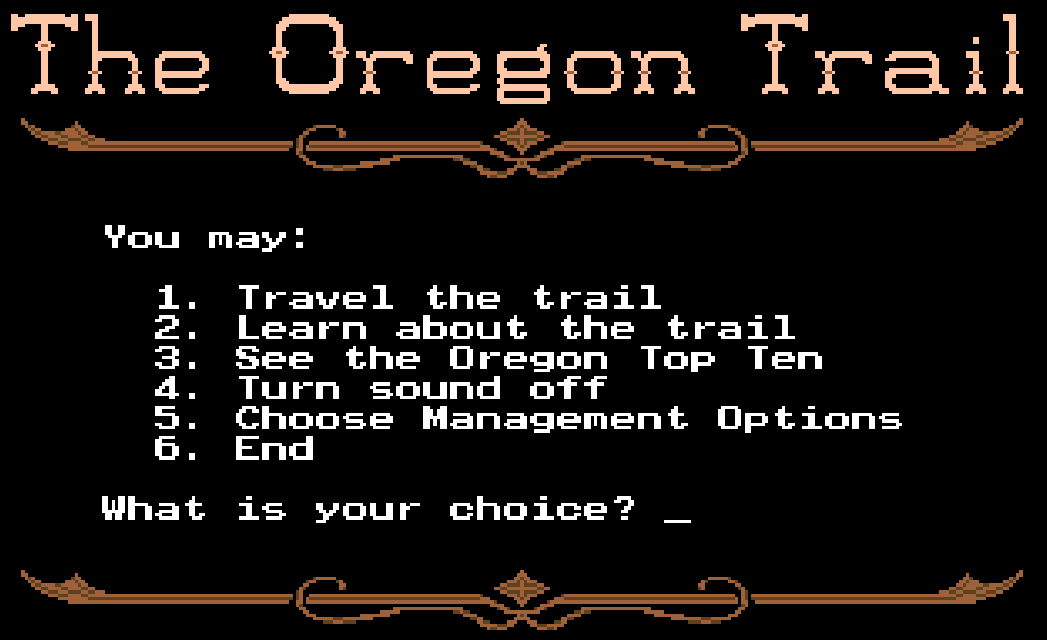 The Oregon Trail
You may:
1. Travel the trail
2. Learn about the trail
3. See the Oregon Top Ten
4. Turn sound off
5. Choose Management Options
6. End
What is your choice? _